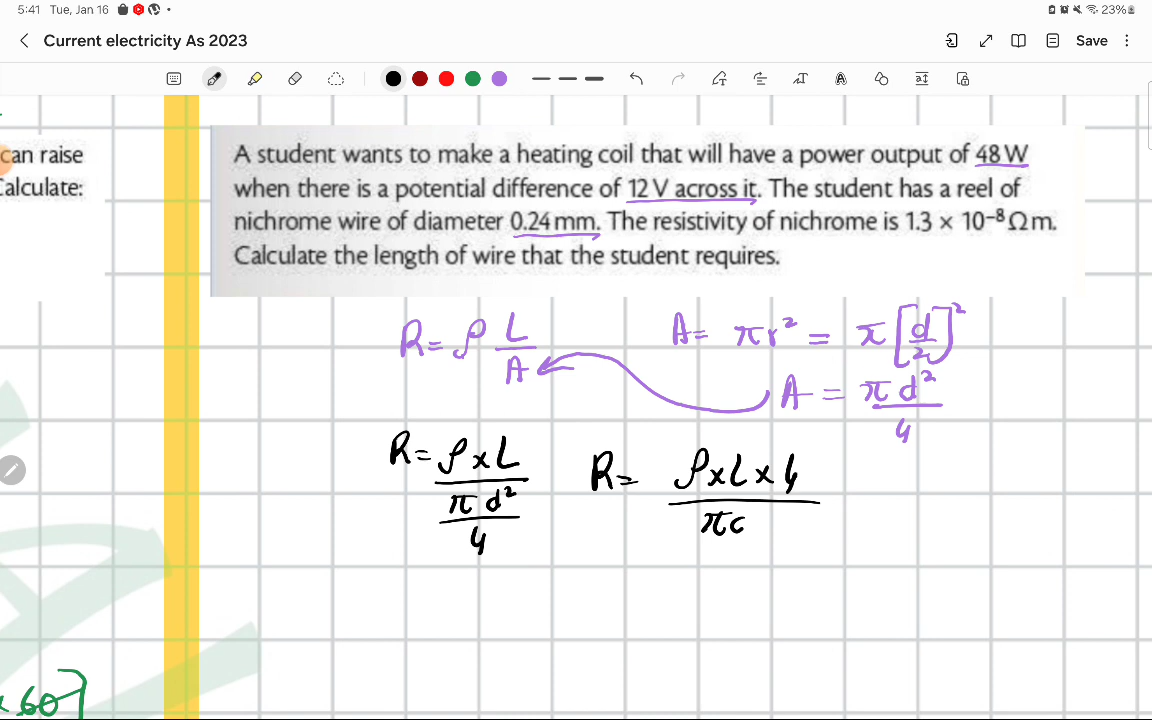 5:41 Tue, Jan 16
23%
Current electricity As 2023
Save
can raise
Calculate:
A student wants to make a heating coil that will have a power output of 48 W
when there is a potential difference of 12 V across it. The student has a reel of
nichrome wire of diameter 0.24 mm. The resistivity of nichrome is 1.3 × 10⁻⁸ Ω m.
Calculate the length of wire that the student requires.
R = ρ L/A
A = πr² = π[d/2]²
A = πd²/4
R = ρ×L / (πd²/4)
R = ρ×L×4 / πc
×60]